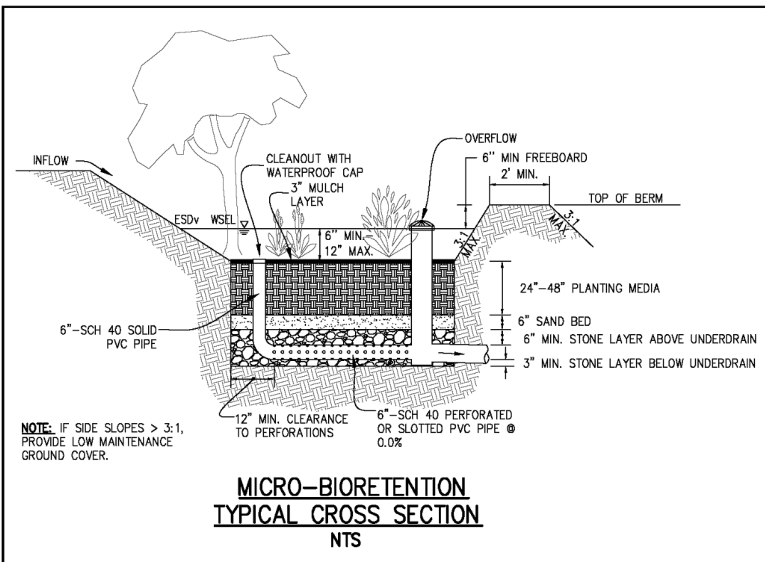 INFLOW
CLEANOUT WITH
WATERPROOF CAP
3" MULCH
LAYER
OVERFLOW
6" MIN FREEBOARD
2' MIN.
TOP OF BERM
3:1
MAX.
3:1
MAX.
ESDv WSEL
6" MIN.-
12" MAX.
24"-48" PLANTING MEDIA
6" SAND BED
6" MIN. STONE LAYER ABOVE UNDERDRAIN
3" MIN. STONE LAYER BELOW UNDERDRAIN
6"-SCH 40 SOLID
PVC PIPE
12" MIN. CLEARANCE
TO PERFORATIONS
6"-SCH 40 PERFORATED
OR SLOTTED PVC PIPE @
0.0%
NOTE: IF SIDE SLOPES > 3:1,
PROVIDE LOW MAINTENANCE
GROUND COVER.
MICRO-BIORETENTION
TYPICAL CROSS SECTION
NTS